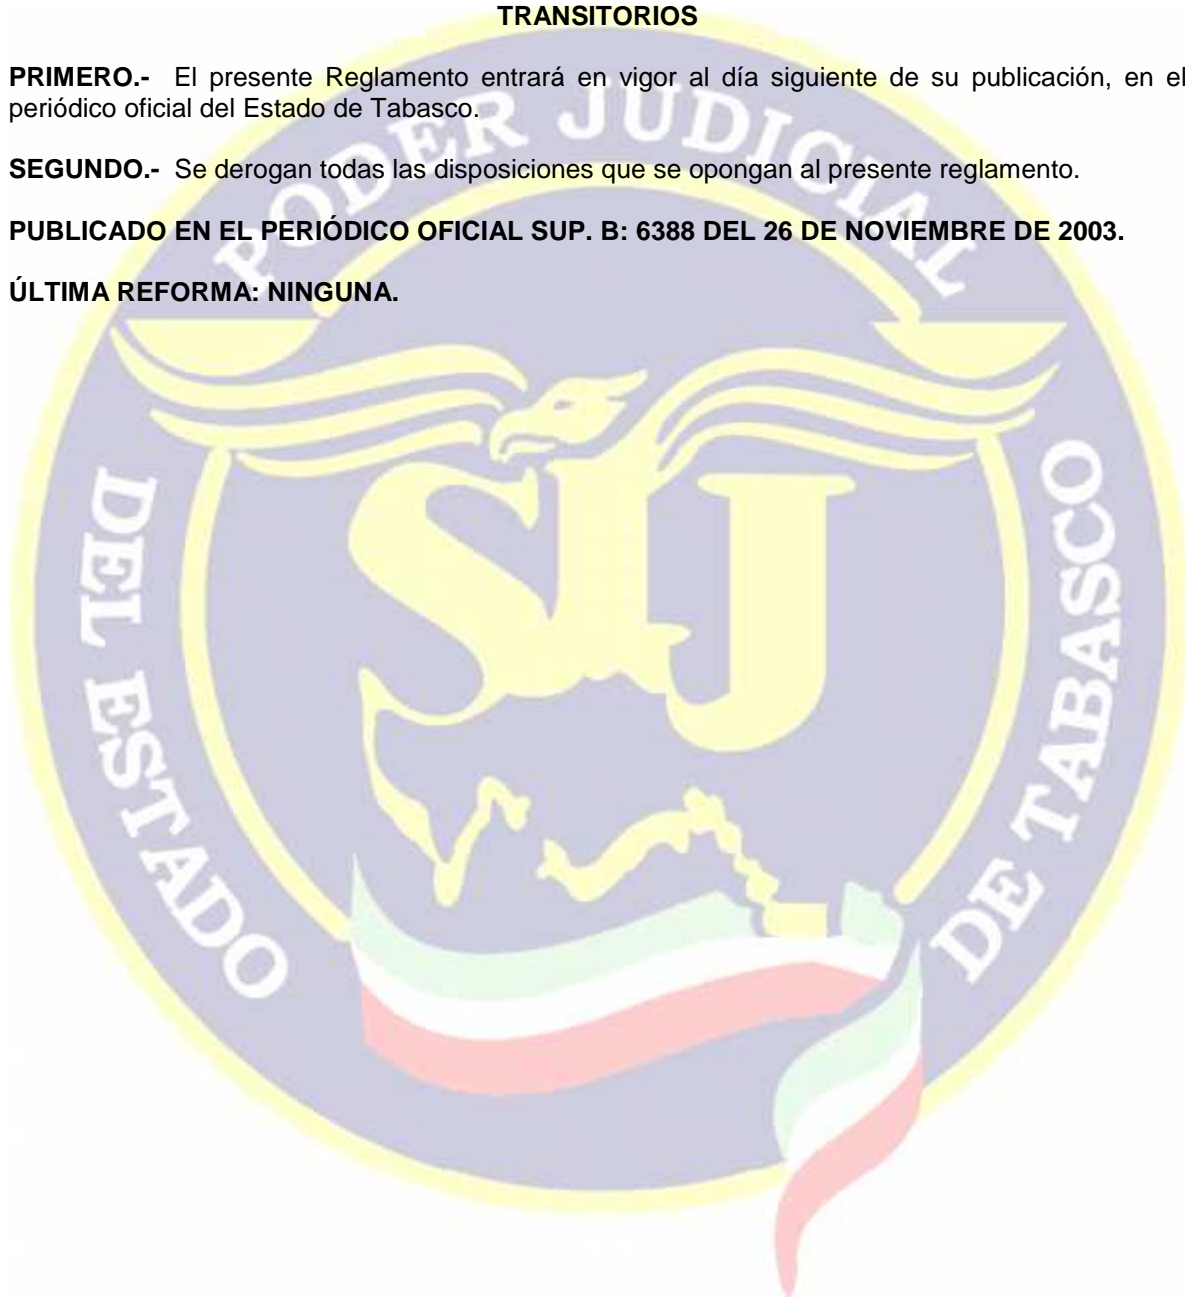 TRANSITORIOS
PRIMERO.- El presente Reglamento entrará en vigor al día siguiente de su publicación, en el
periódico oficial del Estado de Tabasco.
SEGUNDO.- Se derogan todas las disposiciones que se opongan al presente reglamento.
PUBLICADO EN EL PERIÓDICO OFICIAL SUP. B: 6388 DEL 26 DE NOVIEMBRE DE 2003.
ÚLTIMA REFORMA: NINGUNA.
PODER JUDICIAL
DEL ESTADO
DE TABASCO
STJ